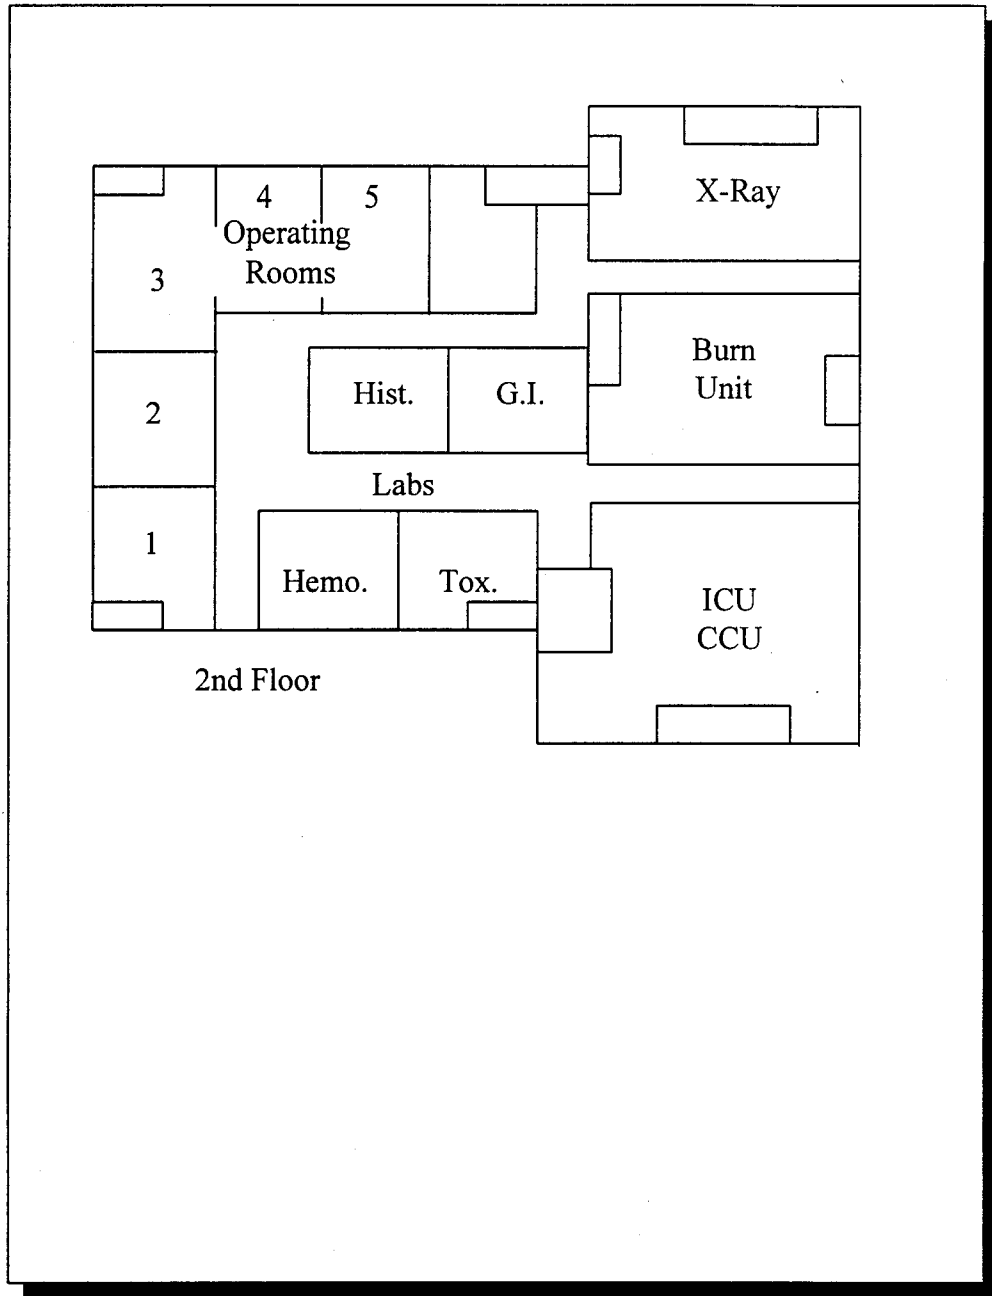 X-Ray
4
5
Operating
Rooms
3
Burn
Unit
2
Hist.
G.I.
Labs
1
Hemo.
Tox.
ICU
CCU
2nd Floor